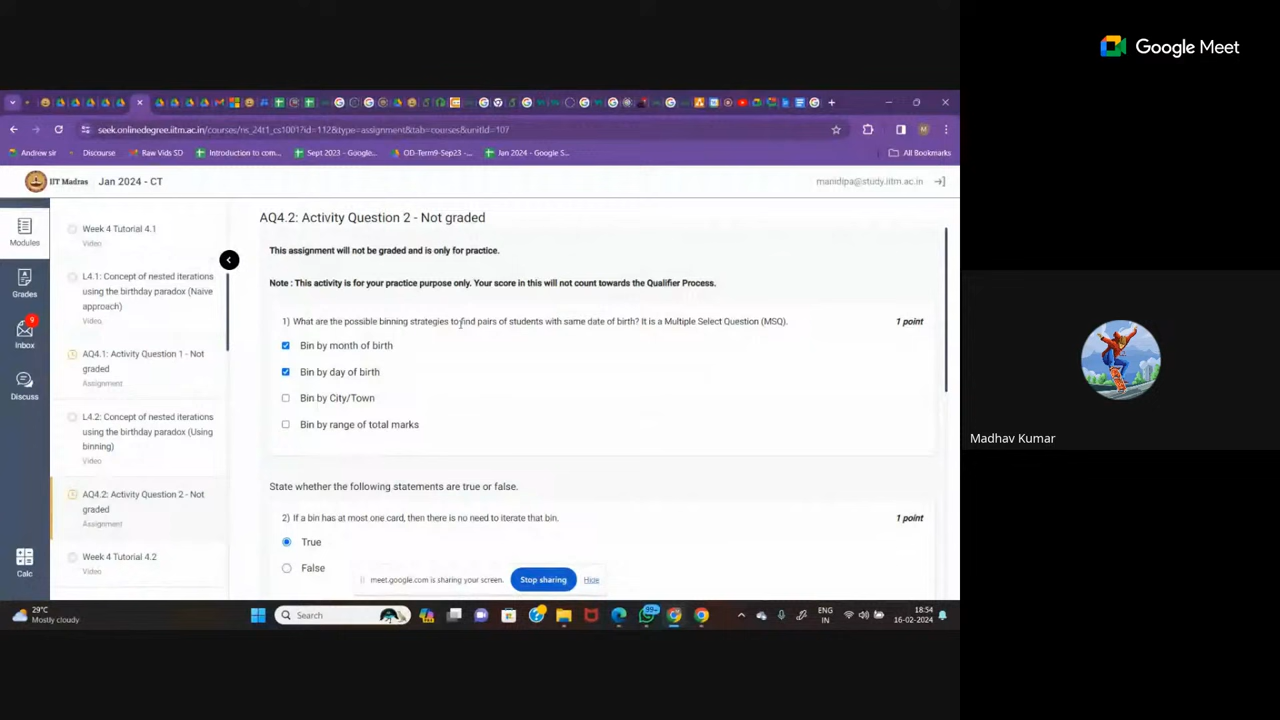 Google Meet
seek.onlinedegree.iitm.ac.in/courses/ns_24t1_cs1001?id=112&type=assignment&tab=courses&unitId=107
Andrew sir
Discourse
Raw Vids SD
Introduction to com...
Sept 2023 - Google...
OD-Term9-Sep23 -...
Jan 2024 - Google S...
All Bookmarks
IIT Madras
Jan 2024 - CT
manidipa@study.iitm.ac.in
Modules
Grades
9
Inbox
Discuss
Calc
Week 4 Tutorial 4.1
Video
L4.1: Concept of nested iterations
using the birthday paradox (Naive
approach)
Video
AQ4.1: Activity Question 1 - Not
graded
Assignment
L4.2: Concept of nested iterations
using the birthday paradox (Using
binning)
Video
AQ4.2: Activity Question 2 - Not
graded
Assignment
Week 4 Tutorial 4.2
Video
AQ4.2: Activity Question 2 - Not graded
This assignment will not be graded and is only for practice.
Note : This activity is for your practice purpose only. Your score in this will not count towards the Qualifier Process.
1) What are the possible binning strategies to find pairs of students with same date of birth? It is a Multiple Select Question (MSQ).
1 point
Bin by month of birth
Bin by day of birth
Bin by City/Town
Bin by range of total marks
State whether the following statements are true or false.
2) If a bin has at most one card, then there is no need to iterate that bin.
1 point
True
False
meet.google.com is sharing your screen.
Stop sharing
Hide
Madhav Kumar
29°C
Mostly cloudy
Search
99+
ENG
IN
18:54
16-02-2024